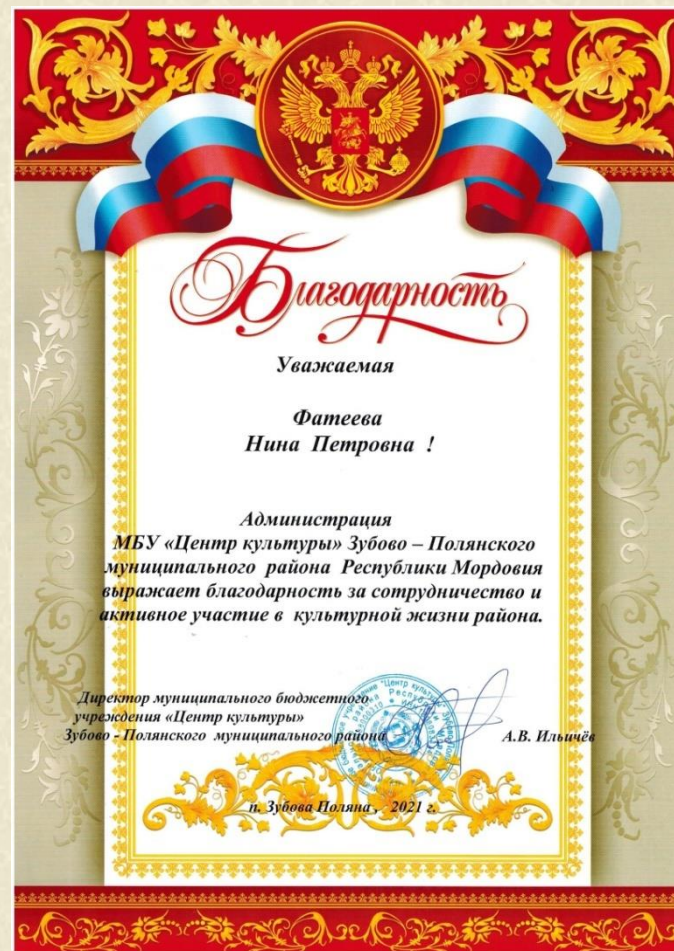 Благодарность
Уважаемая
Фатеева
Нина Петровна !
Администрация
МБУ «Центр культуры» Зубово – Полянского
муниципального района Республики Мордовия
выражает благодарность за сотрудничество и
активное участие в культурной жизни района.
Директор муниципального бюджетного
учреждения «Центр культуры»
Зубово - Полянского муниципального района А.В. Ильичёв
п. Зубова Поляна , 2021 г.